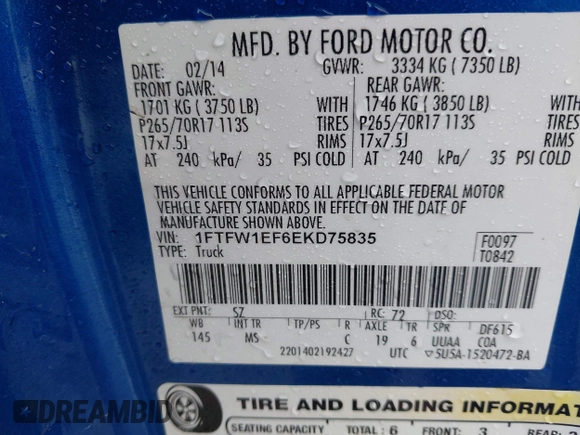 MFD. BY FORD MOTOR CO.
DATE: 02/14 GVWR: 3334 KG ( 7350 LB)
FRONT GAWR: REAR GAWR:
1701 KG ( 3750 LB) WITH 1746 KG ( 3850 LB) WITH
P265/70R17 113S TIRES P265/70R17 113S TIRES
17x7.5J RIMS 17x7.5J RIMS
AT 240 kPa/ 35 PSI COLD AT 240 kPa/ 35 PSI COLD
THIS VEHICLE CONFORMS TO ALL APPLICABLE FEDERAL MOTOR
VEHICLE SAFETY STANDARDS IN EFFECT ON THE DATE OF
MANUFACTURE SHOWN ABOVE.
VIN: 1FTFW1EF6EKD75835 F0097
TYPE: Truck T0842
EXT PNT: SZ RC: 72 DSO:
WB INT TR TP/PS R AXLE TR SPR DF615
145 MS C 19 6 UUAA COA
2201402192427 UTC 5U5A-1520472-BA
TIRE AND LOADING INFORMATION
SEATING CAPACITY TOTAL : 6 FRONT: 3 REAR:
DREAMBID